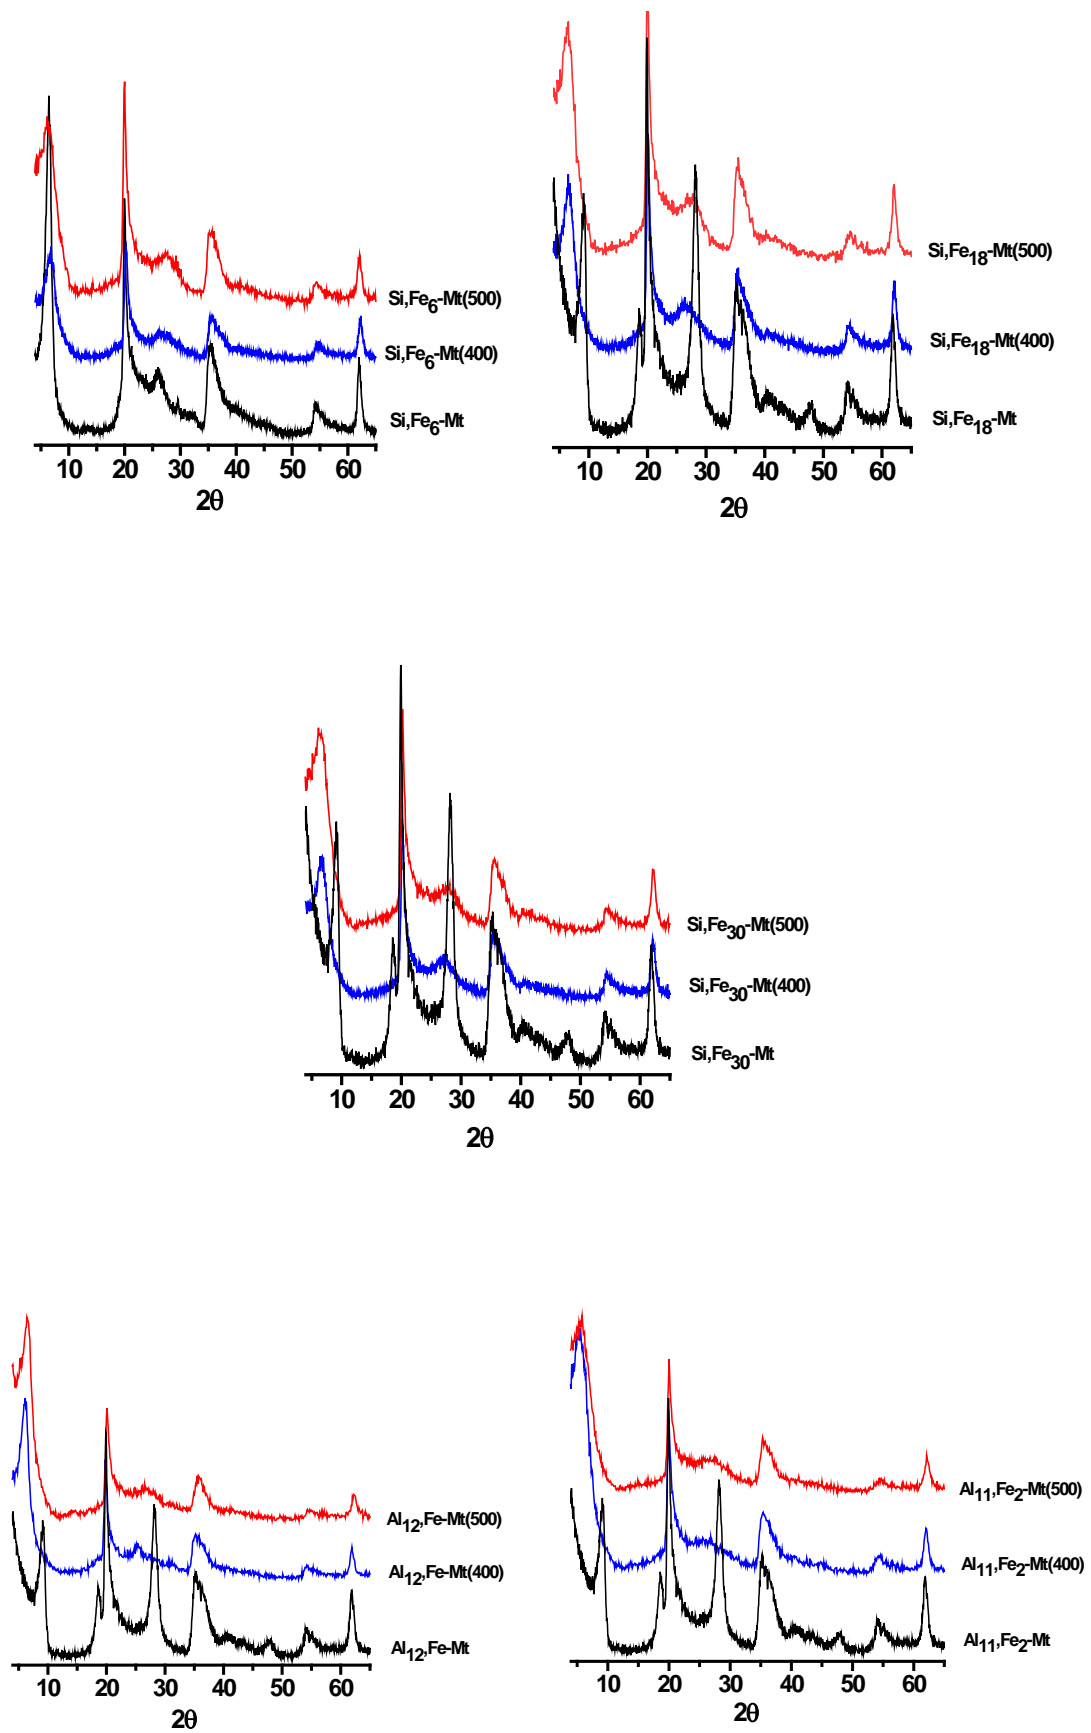 Si,Fe6-Mt(500)
Si,Fe6-Mt(400)
Si,Fe6-Mt
10 20 30 40 50 60
2θ
Si,Fe18-Mt(500)
Si,Fe18-Mt(400)
Si,Fe18-Mt
10 20 30 40 50 60
2θ
Si,Fe30-Mt(500)
Si,Fe30-Mt(400)
Si,Fe30-Mt
10 20 30 40 50 60
2θ
Al12,Fe-Mt(500)
Al12,Fe-Mt(400)
Al12,Fe-Mt
10 20 30 40 50 60
2θ
Al11,Fe2-Mt(500)
Al11,Fe2-Mt(400)
Al11,Fe2-Mt
10 20 30 40 50 60
2θ